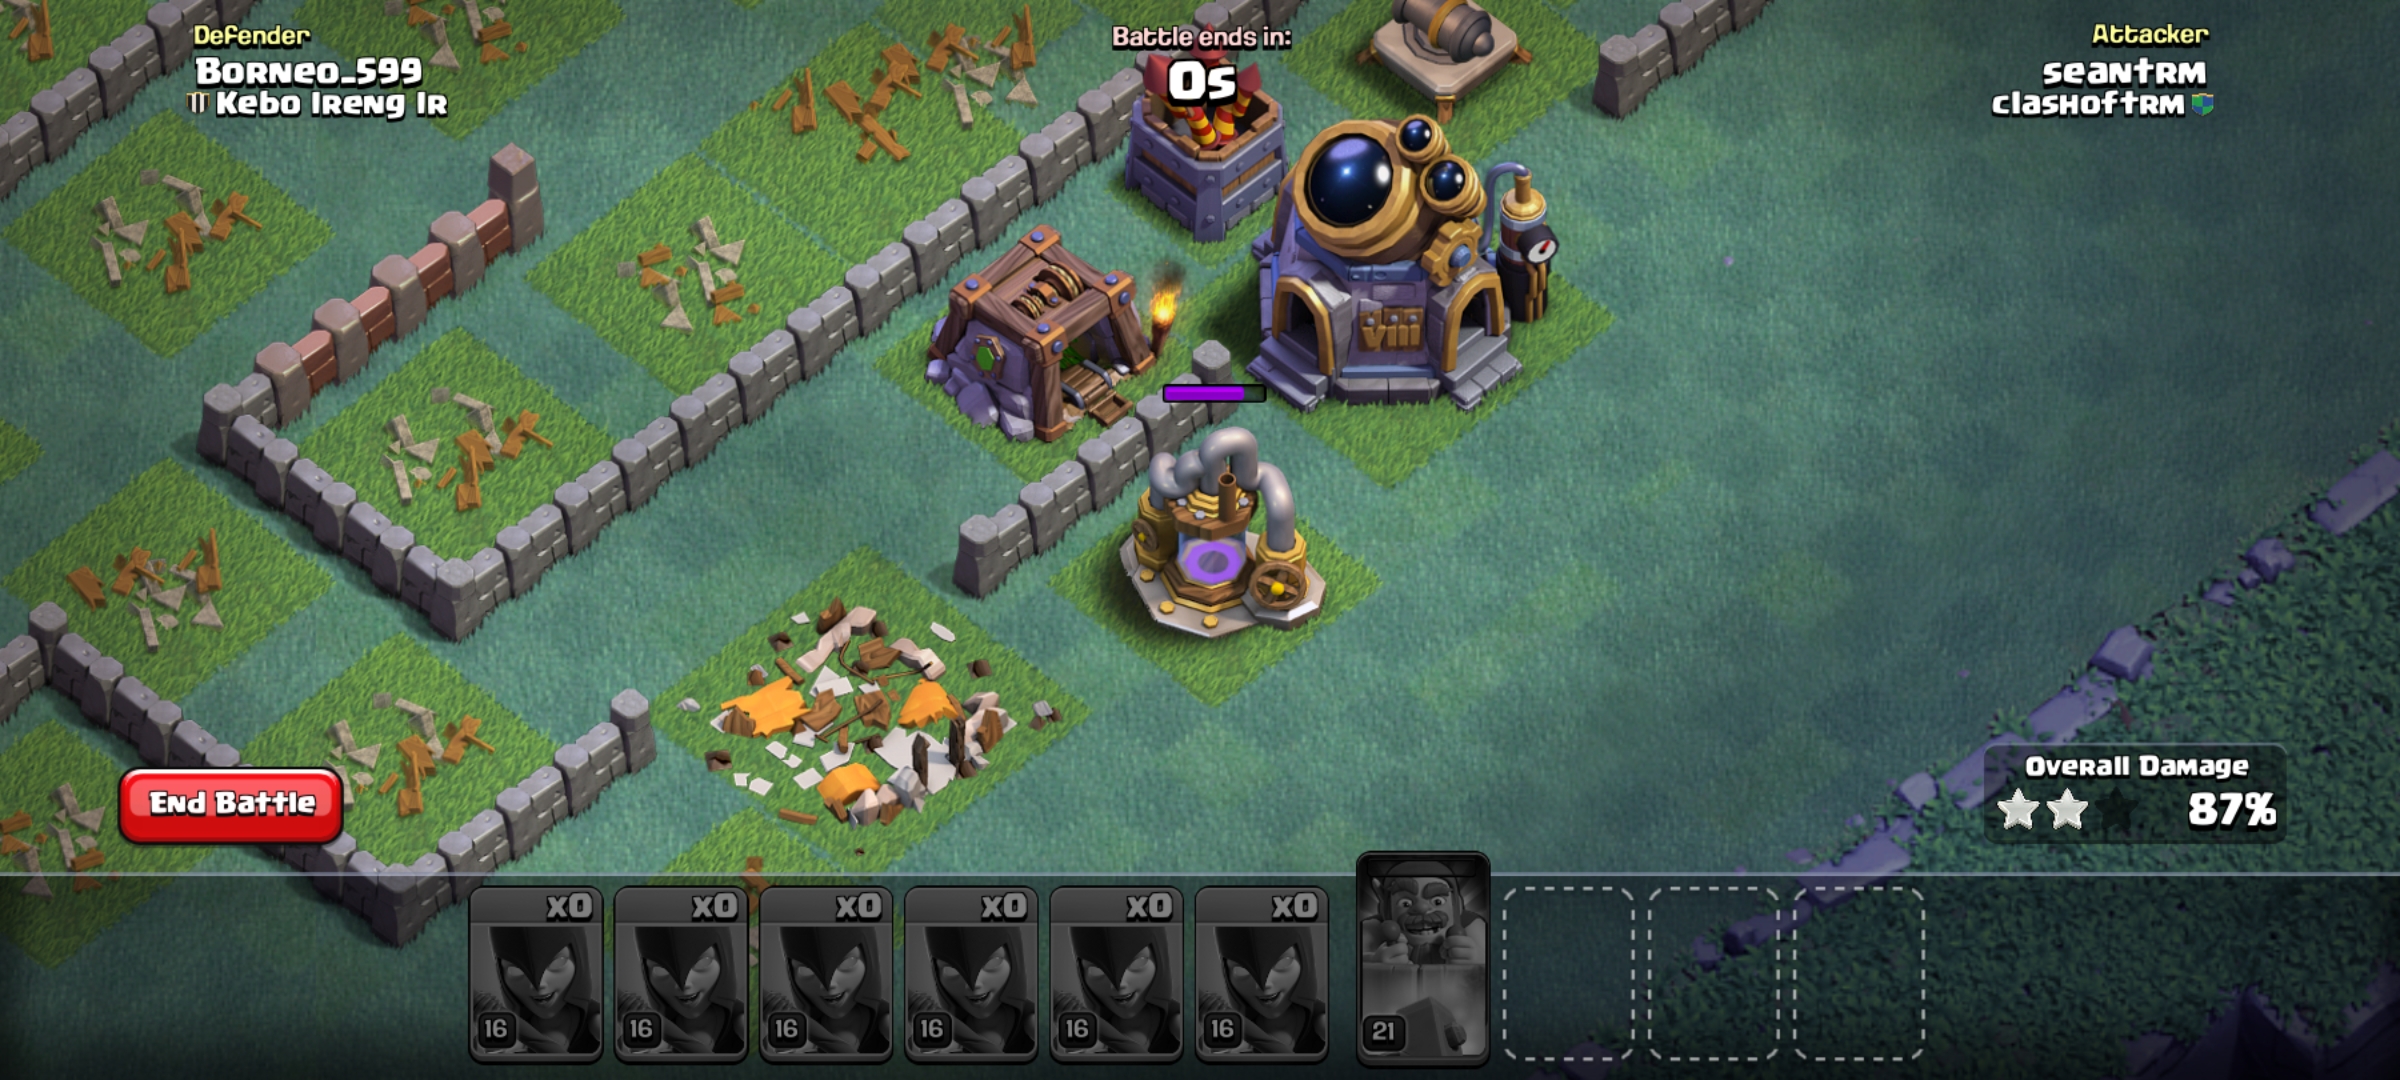 Defender
Borneo_599
Kebo Ireng Ir
Battle ends in:
0s
Attacker
seantRM
clashoftRM
VIII
End Battle
Overall Damage
87%
x0
x0
x0
x0
x0
x0
16
16
16
16
16
16
21